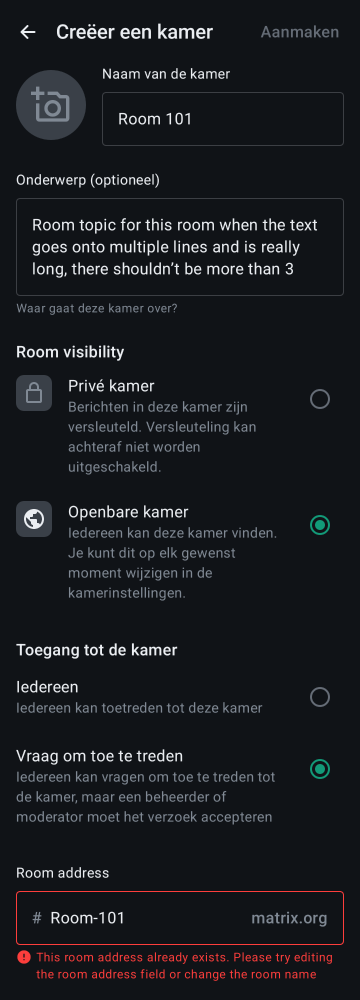 Creëer een kamer
Aanmaken
Naam van de kamer
Room 101
Onderwerp (optioneel)
Room topic for this room when the text
goes onto multiple lines and is really
long, there shouldn’t be more than 3
Waar gaat deze kamer over?
Room visibility
Privé kamer
Berichten in deze kamer zijn
versleuteld. Versleuteling kan
achteraf niet worden
uitgeschakeld.
Openbare kamer
Iedereen kan deze kamer vinden.
Je kunt dit op elk gewenst
moment wijzigen in de
kamerinstellingen.
Toegang tot de kamer
Iedereen
Iedereen kan toetreden tot deze kamer
Vraag om toe te treden
Iedereen kan vragen om toe te treden tot
de kamer, maar een beheerder of
moderator moet het verzoek accepteren
Room address
# Room-101 matrix.org
This room address already exists. Please try editing
the room address field or change the room name